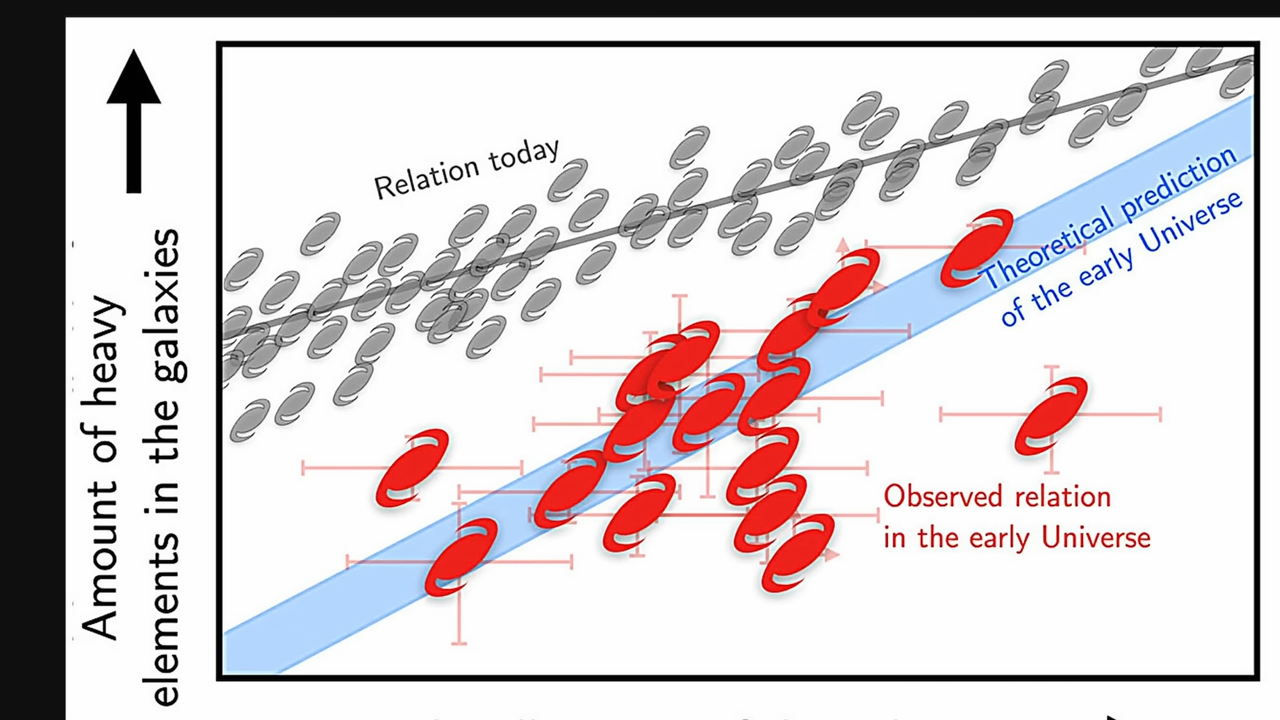 Amount of heavy
elements in the galaxies
Relation today
Theoretical prediction
of the early Universe
Observed relation
in the early Universe